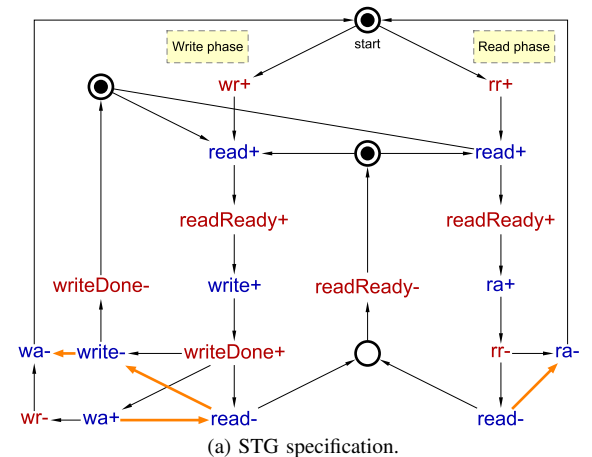 start
Write phase
Read phase
wr+
rr+
read+
read+
readReady+
readReady+
writeDone-
write+
readReady-
ra+
wa-
write-
writeDone+
rr-
ra-
wr-
wa+
read-
read-
(a) STG specification.